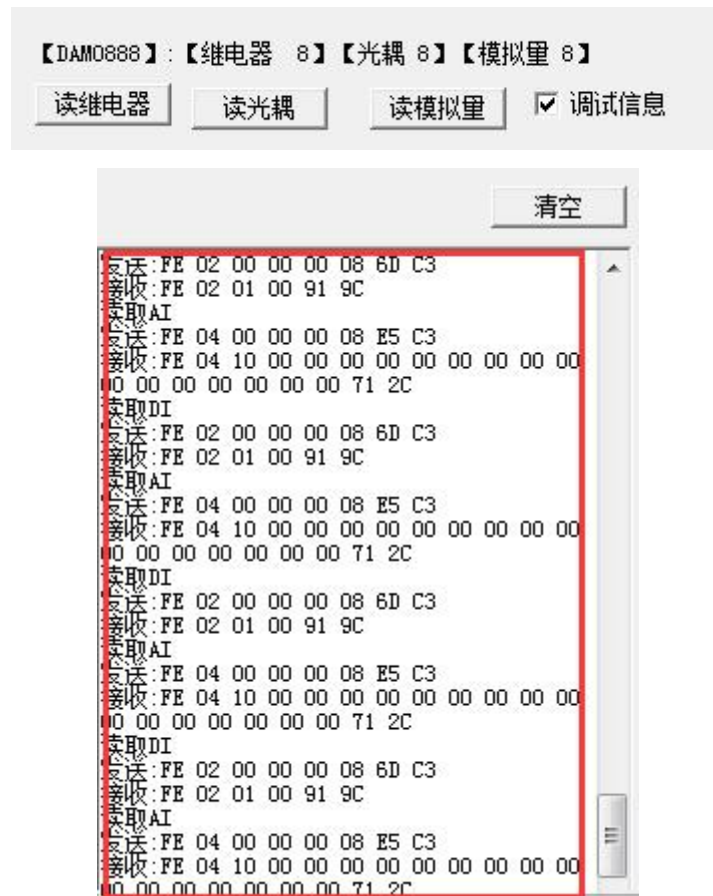 【DAM0888】:【继电器 8】【光耦 8】【模拟量 8】
读继电器 读光耦 读模拟量 调试信息
清空
发送:FE 02 00 00 00 08 6D C3
接收:FE 02 01 00 91 9C
读取AI
发送:FE 04 00 00 00 08 E5 C3
接收:FE 04 10 00 00 00 00 00 00 00 00 00
00 00 00 00 00 00 00 71 2C
读取DI
发送:FE 02 00 00 00 08 6D C3
接收:FE 02 01 00 91 9C
读取AI
发送:FE 04 00 00 00 08 E5 C3
接收:FE 04 10 00 00 00 00 00 00 00 00 00
00 00 00 00 00 00 00 71 2C
读取DI
发送:FE 02 00 00 00 08 6D C3
接收:FE 02 01 00 91 9C
读取AI
发送:FE 04 00 00 00 08 E5 C3
接收:FE 04 10 00 00 00 00 00 00 00 00 00
00 00 00 00 00 00 00 71 2C
读取DI
发送:FE 02 00 00 00 08 6D C3
接收:FE 02 01 00 91 9C
读取AI
发送:FE 04 00 00 00 08 E5 C3
接收:FE 04 10 00 00 00 00 00 00 00 00 00
00 00 00 00 00 00 00 71 2C